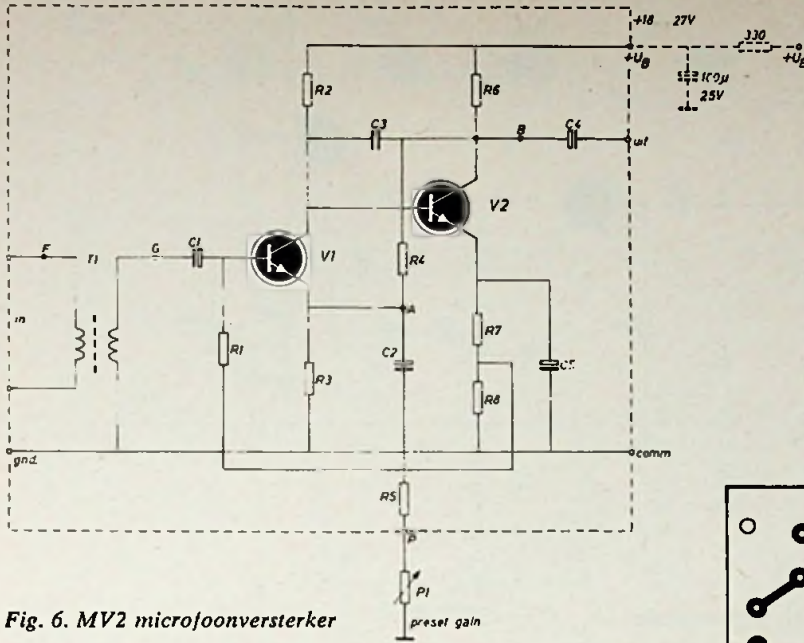 +18 27V
+UB
330
+UB
100µ
25V
R2
R6
C3
B
C4
uit
V2
F
T1
G
C1
V1
R4
in
A
R1
R7
C2
R3
R8
C5
gnd.
comm
R5
P
P1
preset gain
Fig. 6. MV2 microfoonversterker